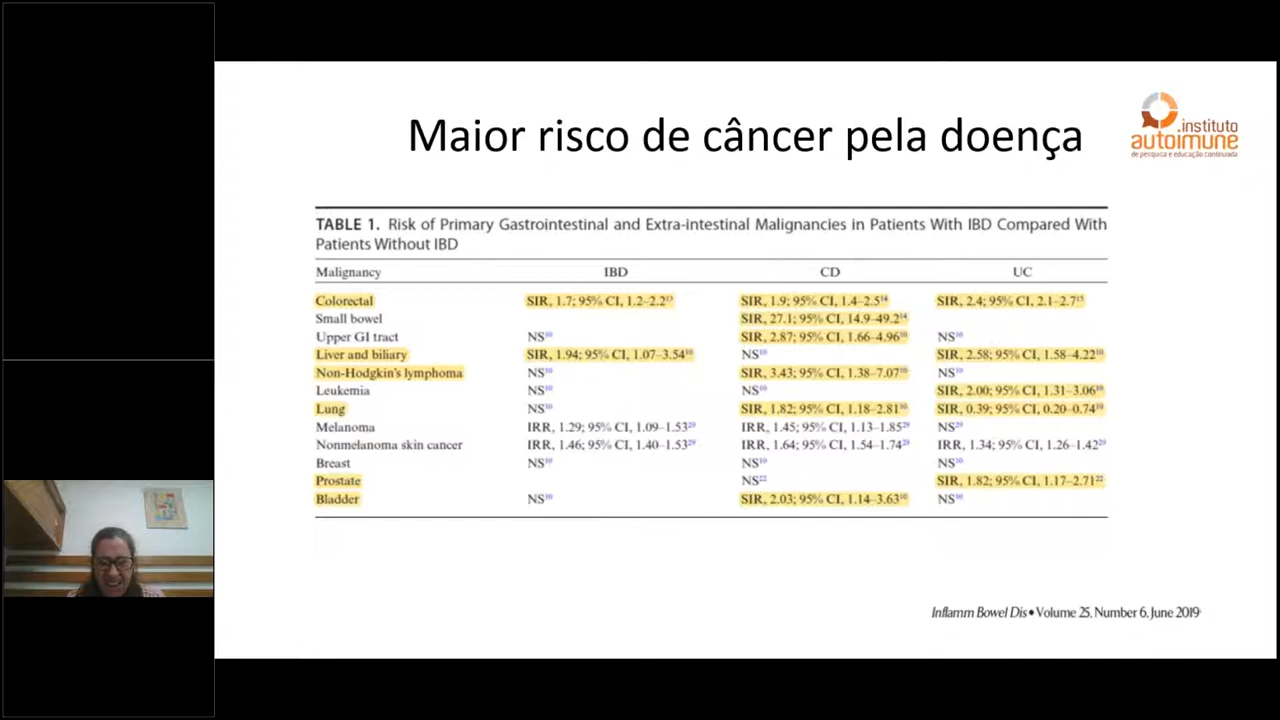 Maior risco de câncer pela doença
instituto
autoimune
de pesquisa e educação continuada
TABLE 1. Risk of Primary Gastrointestinal and Extra-intestinal Malignancies in Patients With IBD Compared With
Patients Without IBD
Malignancy IBD CD UC
Colorectal SIR, 1.7; 95% CI, 1.2–2.2¹³ SIR, 1.9; 95% CI, 1.4–2.5¹⁴ SIR, 2.4; 95% CI, 2.1–2.7¹⁵
Small bowel SIR, 27.1; 95% CI, 14.9–49.2¹⁴
Upper GI tract NS¹⁰ SIR, 2.87; 95% CI, 1.66–4.96¹⁰ NS¹⁰
Liver and biliary SIR, 1.94; 95% CI, 1.07–3.54¹⁰ NS¹⁰ SIR, 2.58; 95% CI, 1.58–4.22¹⁰
Non-Hodgkin's lymphoma NS¹⁰ SIR, 3.43; 95% CI, 1.38–7.07¹⁰ NS¹⁰
Leukemia NS¹⁰ NS¹⁰ SIR, 2.00; 95% CI, 1.31–3.06¹⁰
Lung NS¹⁰ SIR, 1.82; 95% CI, 1.18–2.81¹⁰ SIR, 0.39; 95% CI, 0.20–0.74¹⁰
Melanoma IRR, 1.29; 95% CI, 1.09–1.53²⁹ IRR, 1.45; 95% CI, 1.13–1.85²⁹ NS²⁹
Nonmelanoma skin cancer IRR, 1.46; 95% CI, 1.40–1.53²⁹ IRR, 1.64; 95% CI, 1.54–1.74²⁹ IRR, 1.34; 95% CI, 1.26–1.42²⁹
Breast NS¹⁰ NS¹⁰ NS¹⁰
Prostate NS²² SIR, 1.82; 95% CI, 1.17–2.71²²
Bladder NS¹⁰ SIR, 2.03; 95% CI, 1.14–3.63¹⁰ NS¹⁰
Inflamm Bowel Dis • Volume 25, Number 6, June 2019